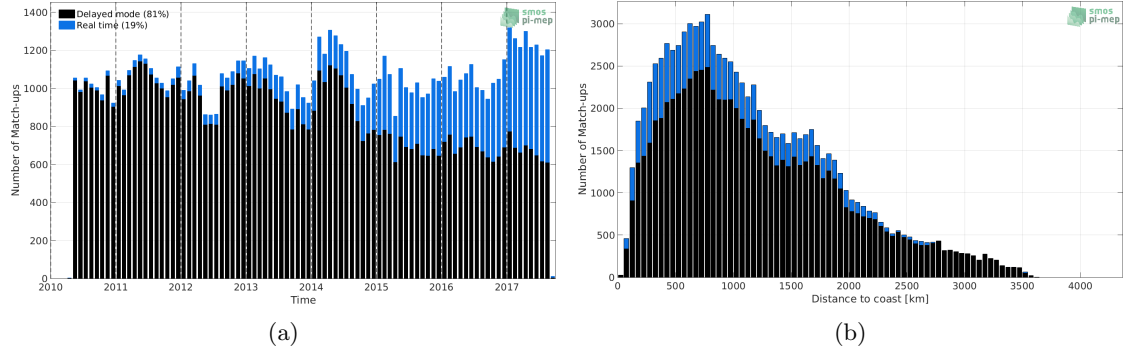 Delayed mode (81%)
Real time (19%)
smos
pi-mep
1400
1200
1000
800
600
400
200
0
Number of Match-ups
2010 2011 2012 2013 2014 2015 2016 2017
Time
(a)
smos
pi-mep
3000
2500
2000
1500
1000
500
0
Number of Match-ups
0 500 1000 1500 2000 2500 3000 3500 4000
Distance to coast [km]
(b)